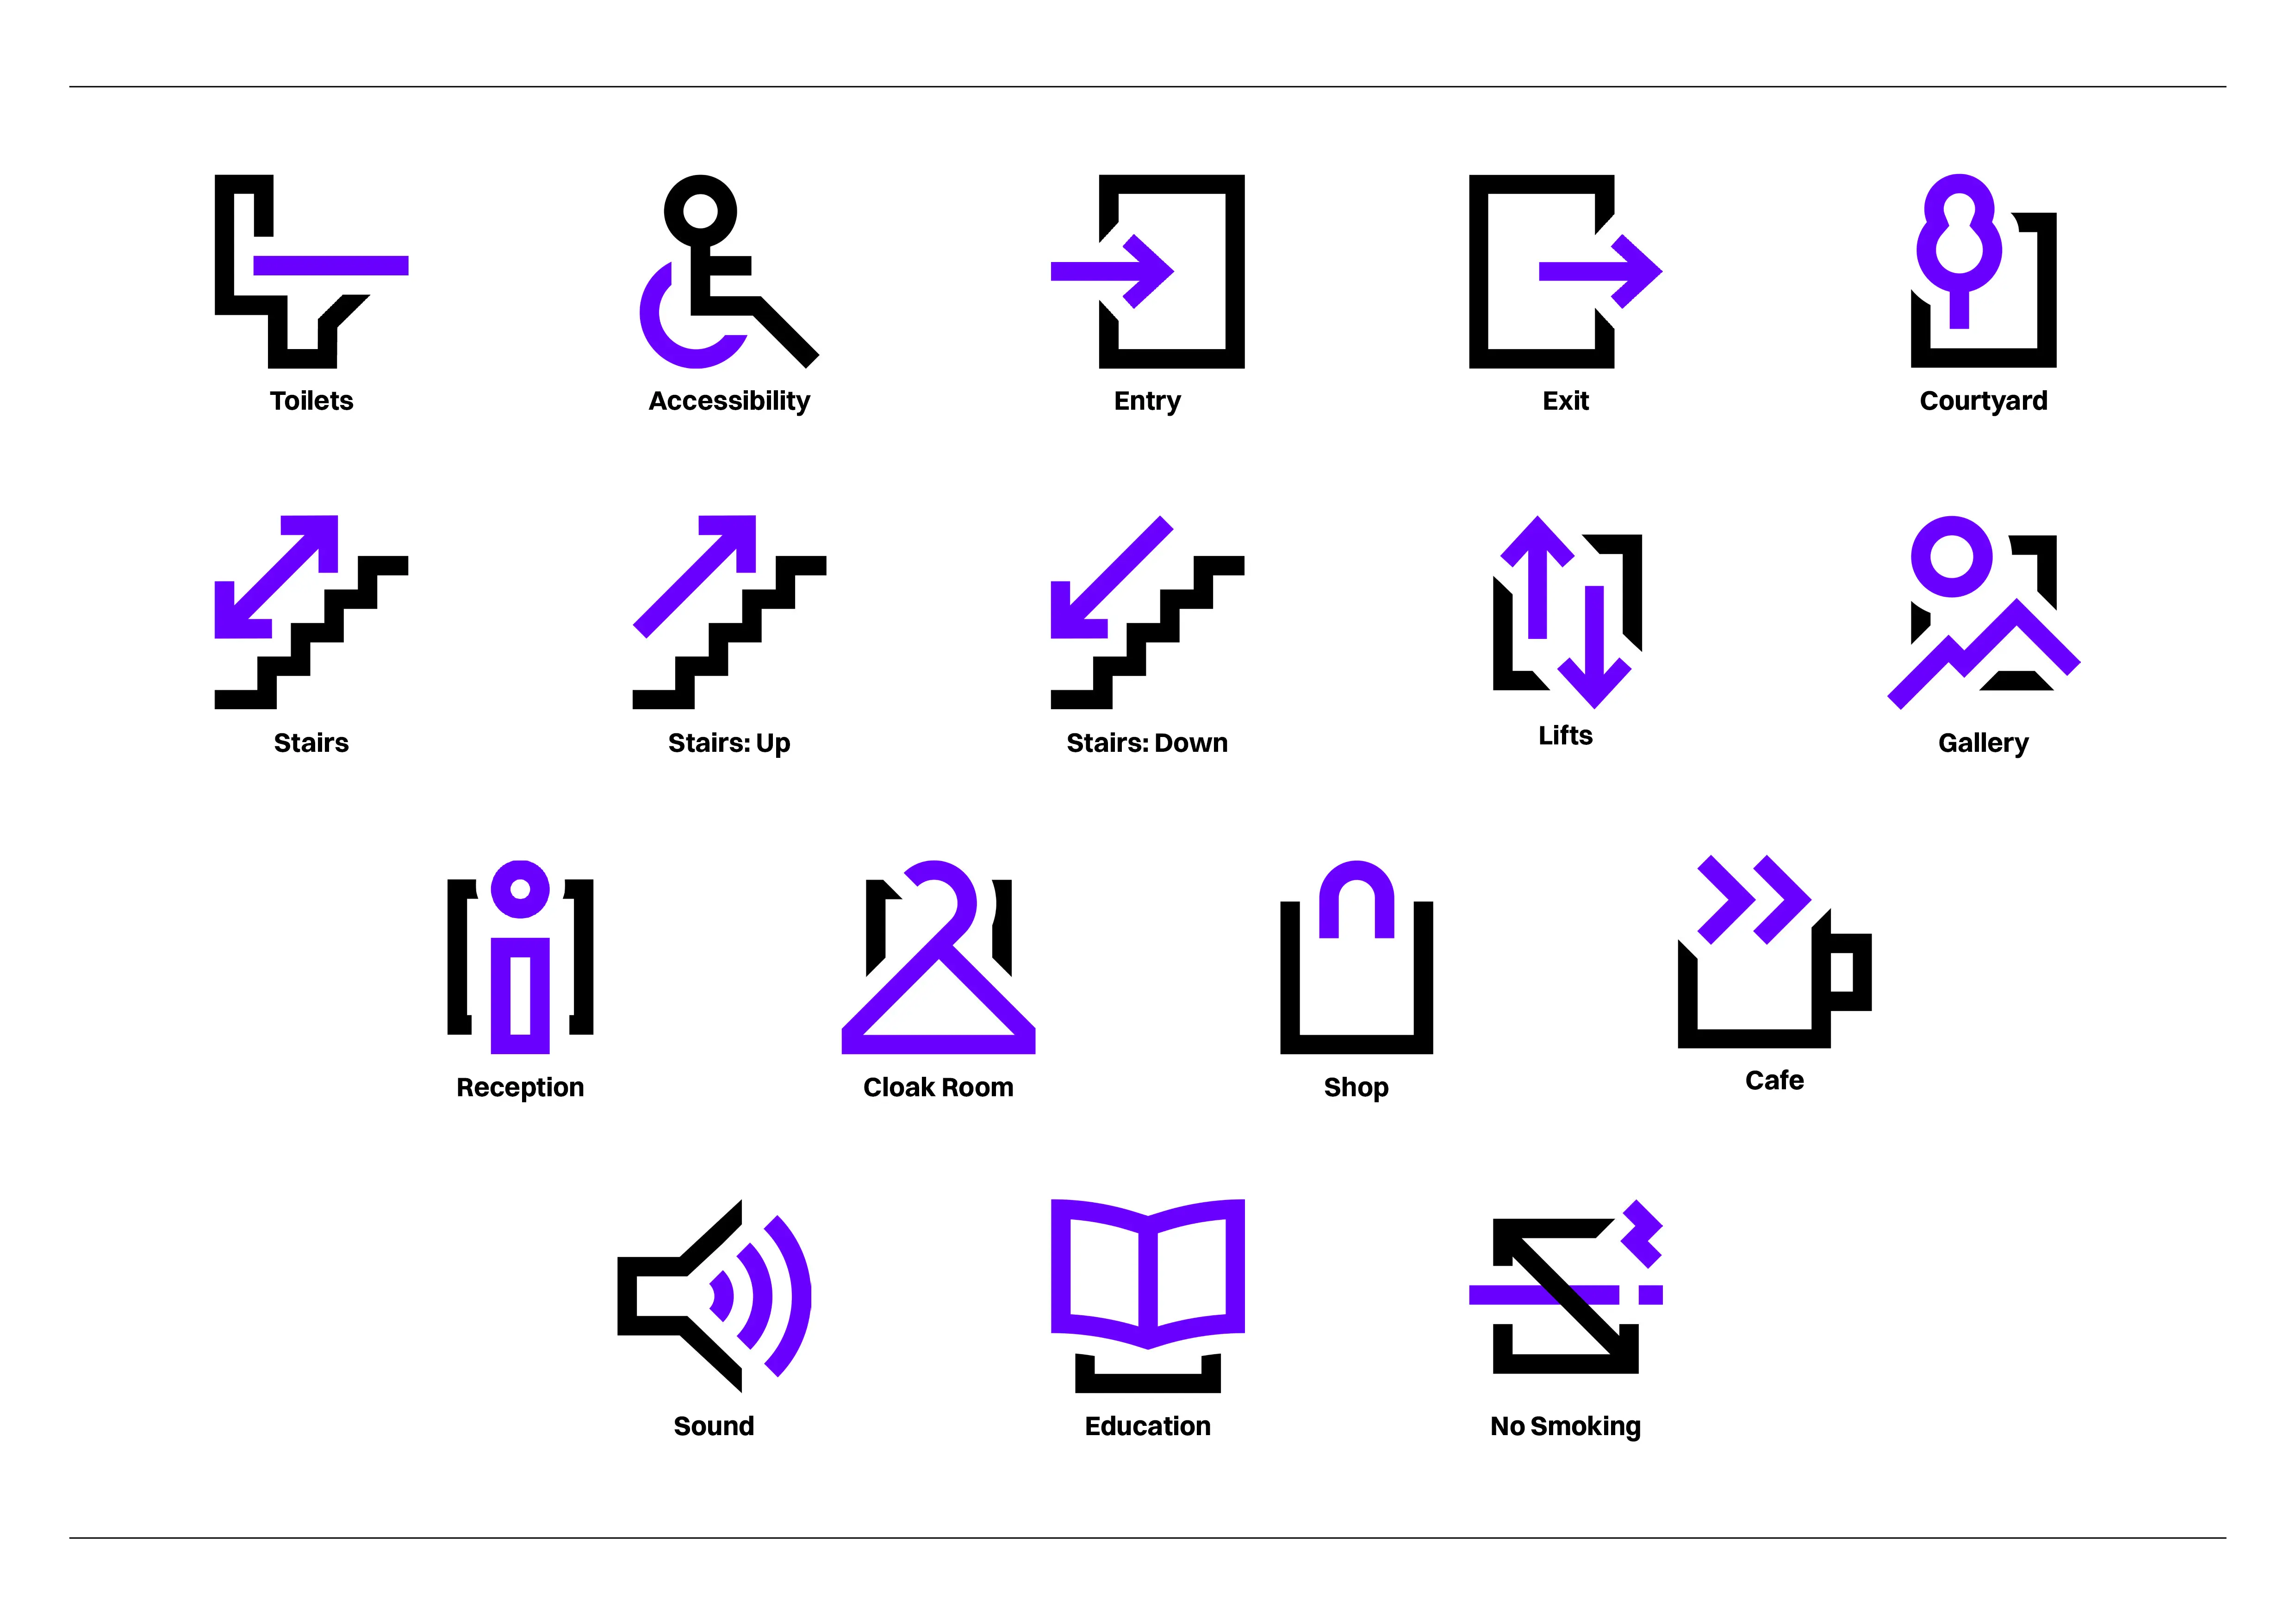 Toilets
Accessibility
Entry
Exit
Courtyard
Stairs
Stairs: Up
Stairs: Down
Lifts
Gallery
Reception
Cloak Room
Shop
Cafe
Sound
Education
No Smoking